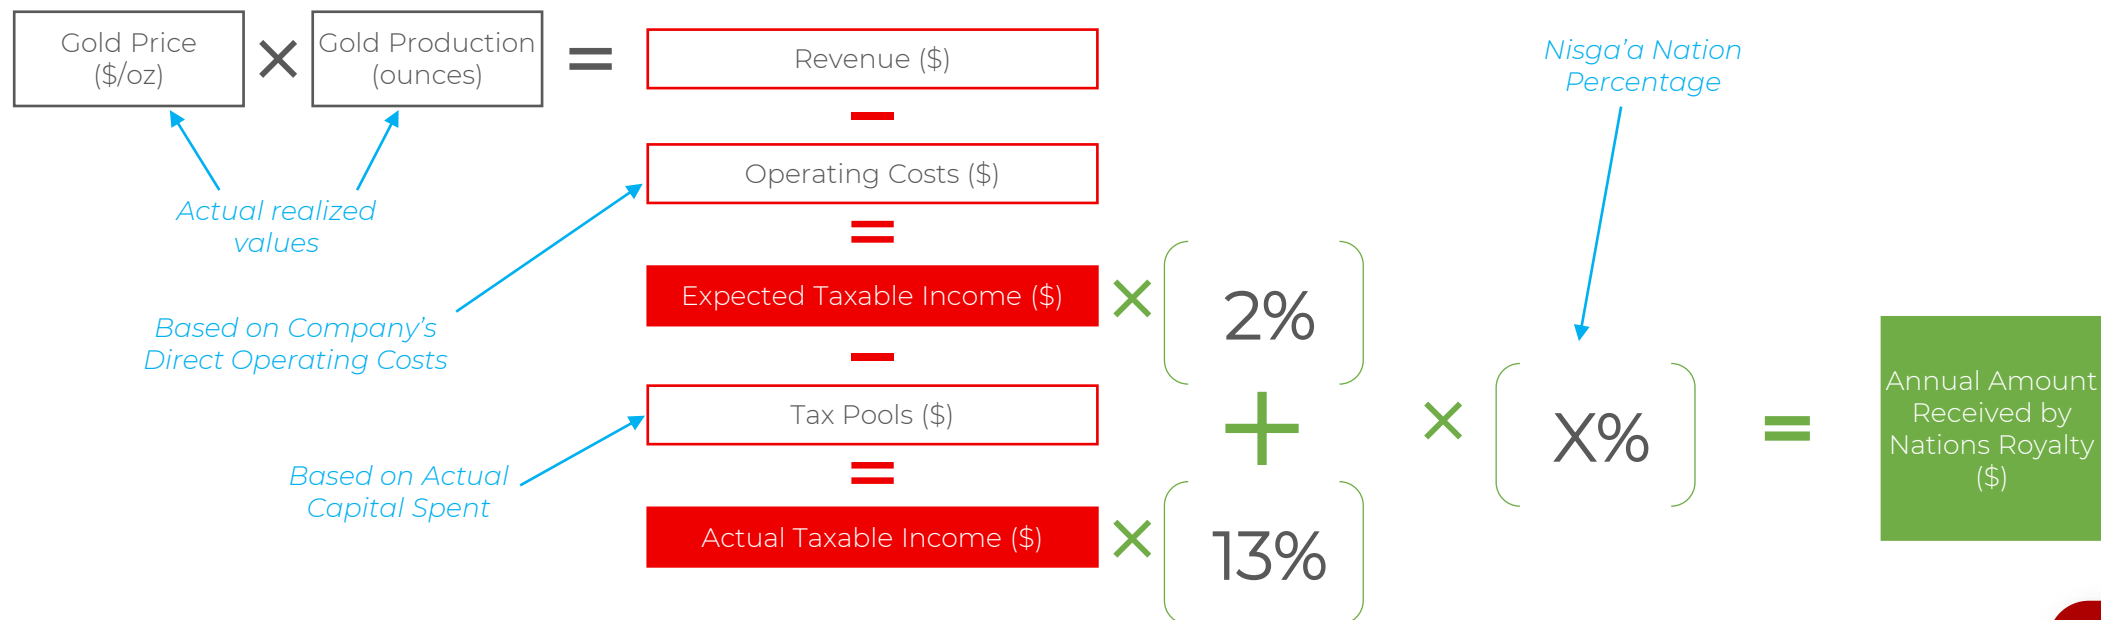 Gold Price
($/oz)
×
Gold Production
(ounces)
=
Revenue ($)
−
Operating Costs ($)
=
Expected Taxable Income ($)
×
2%
−
Tax Pools ($)
=
Actual Taxable Income ($)
×
13%
+
×
X%
=
Annual Amount
Received by
Nations Royalty
($)
Nisga’a Nation
Percentage
Actual realized
values
Based on Company’s
Direct Operating Costs
Based on Actual
Capital Spent